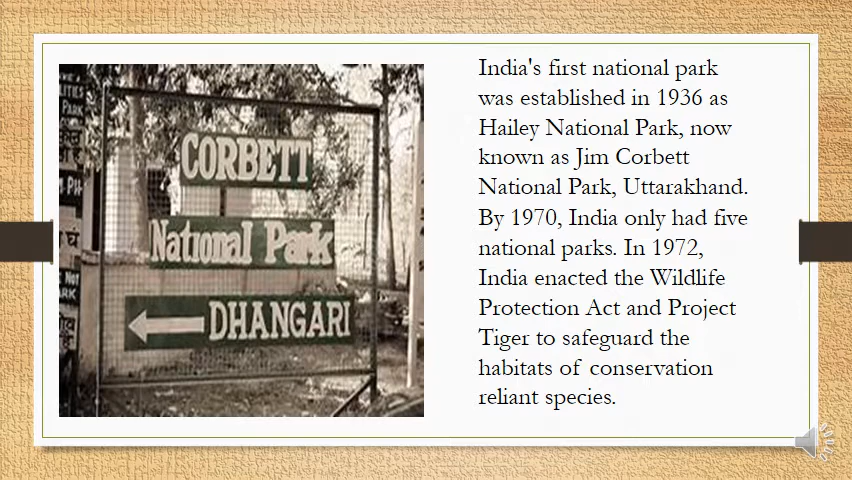 CORBETT
National Park
DHANGARI
India's first national park
was established in 1936 as
Hailey National Park, now
known as Jim Corbett
National Park, Uttarakhand.
By 1970, India only had five
national parks. In 1972,
India enacted the Wildlife
Protection Act and Project
Tiger to safeguard the
habitats of conservation
reliant species.